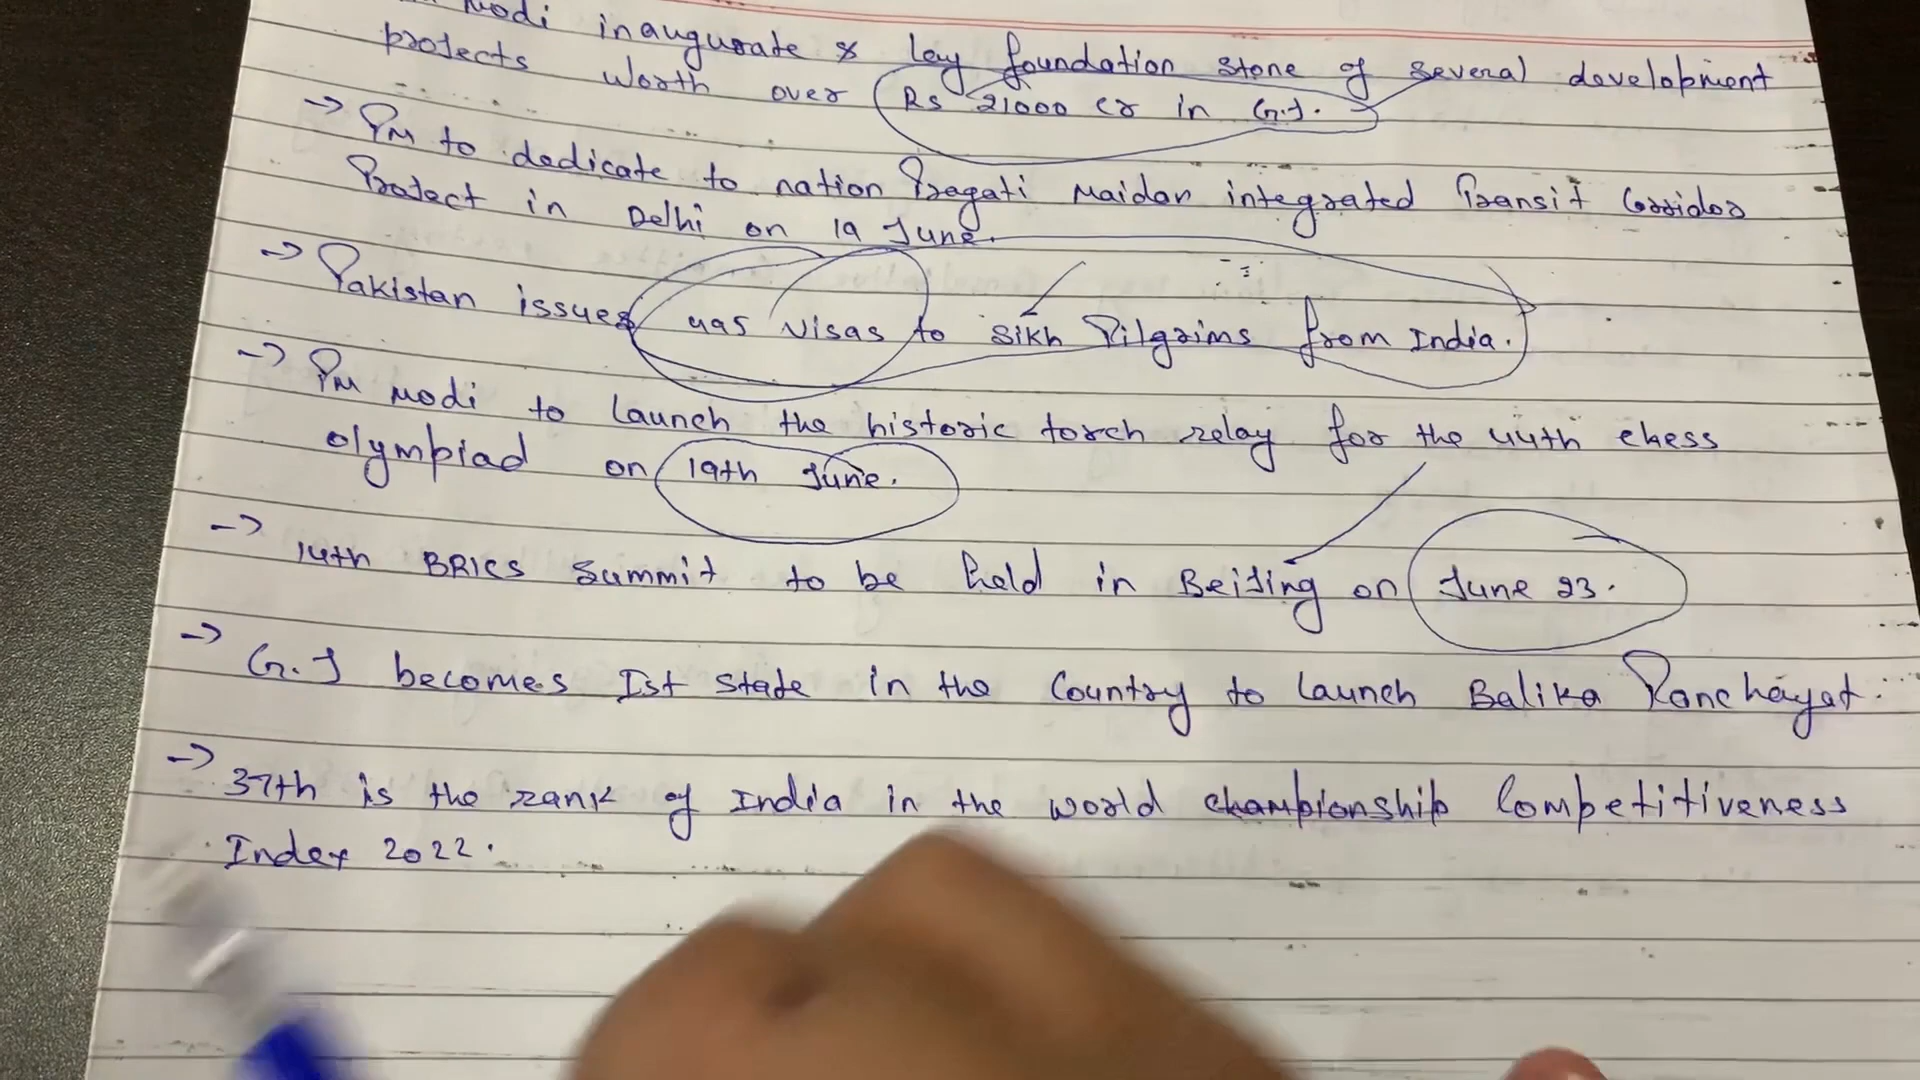 Modi inaugurate & lay foundation stone of several development
projects worth over Rs 21000 cr in G.J.
→ PM to dedicate to nation Pragati Maidan integrated Transit Corridor
Project in Delhi on 19 June.
→ Pakistan issues 495 Visas to Sikh Pilgrims from India.
→ PM Modi to launch the historic torch relay for the 44th chess
olympiad on 19th June.
→ 14th BRICS Summit to be held in Beijing on June 23.
→ G.J becomes Ist state in the Country to launch Balika Panchayat.
→ 37th is the rank of India in the world championship Competitiveness
Index 2022.